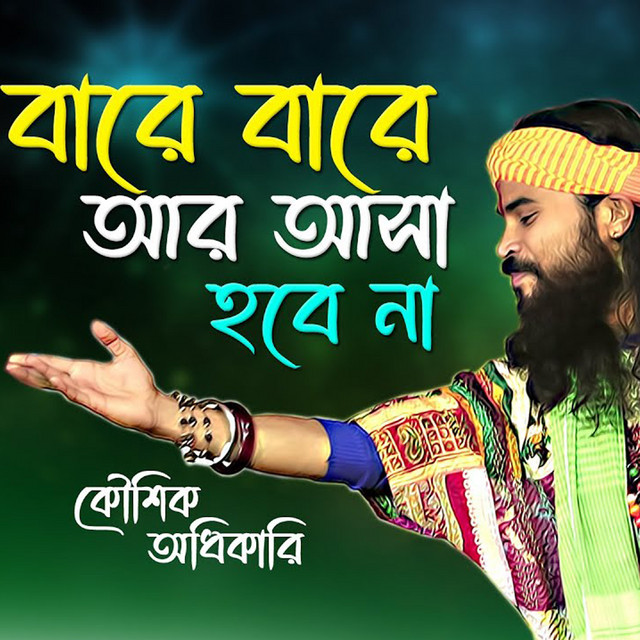 বারে বারে
আর আসা
হবে না
কৌশিক
অধিকারি